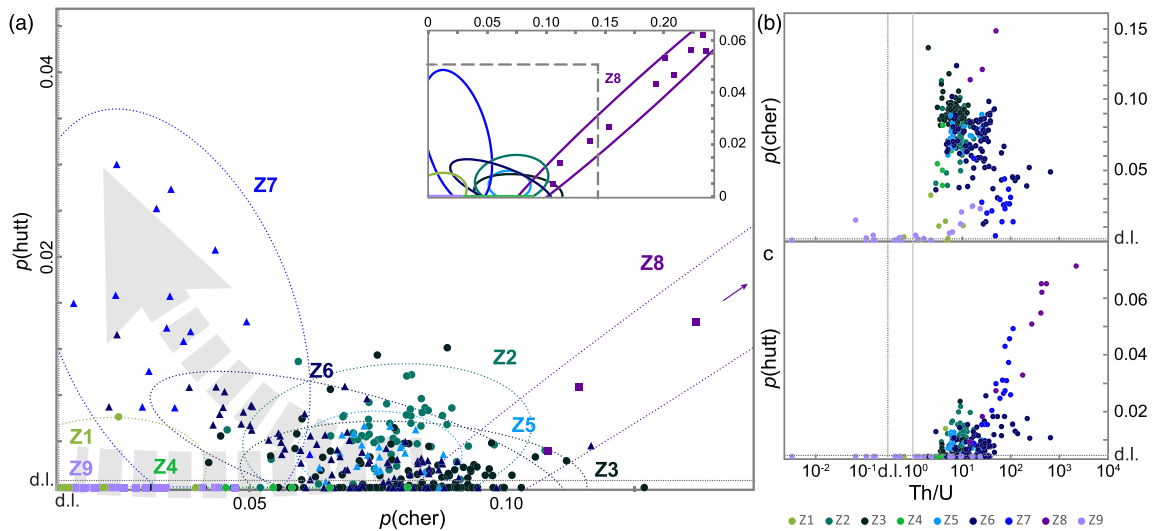 (a)
0 0.05 0.10 0.15 0.20
0.06
0.04
0.02
0
Z8
0.04
0.02
d.l.
p(hutt)
Z7
Z8
Z2
Z6
Z5
Z1
Z4
Z9
Z3
d.l. 0.05 0.10
p(cher)
(b)
0.15
0.10
0.05
d.l.
p(cher)
c
0.06
0.04
0.02
d.l.
p(hutt)
10-2 10-1 d.l. 100 101 102 103 104
Th/U
Z1 Z2 Z3 Z4 Z5 Z6 Z7 Z8 Z9